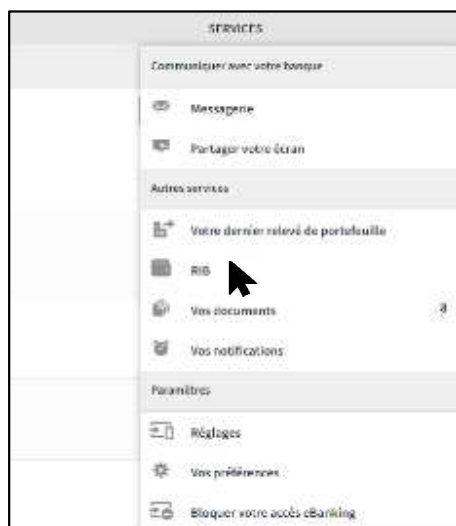 SERVICES
Communiquer avec votre banque
Messagerie
Partager votre écran
Autres services
Votre dernier relevé de portefeuille
RIB
Vos documents
Vos notifications
Paramètres
Réglages
Vos préférences
Bloquer votre accès eBanking